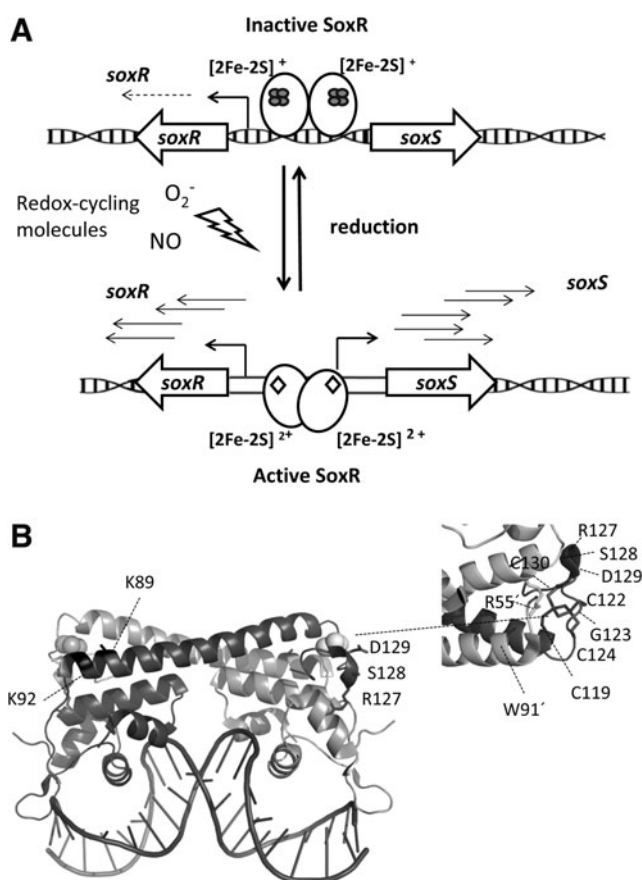 A
Inactive SoxR
[2Fe-2S] + [2Fe-2S] +
soxR
soxR soxS
O2-
Redox-cycling
molecules
NO
reduction
soxR soxS
soxR soxS
[2Fe-2S] 2+ [2Fe-2S] 2+
Active SoxR
B
K89
K92
D129
S128
R127
R127
S128
C130
D129
R55´
C122
G123
C124
C119
W91´